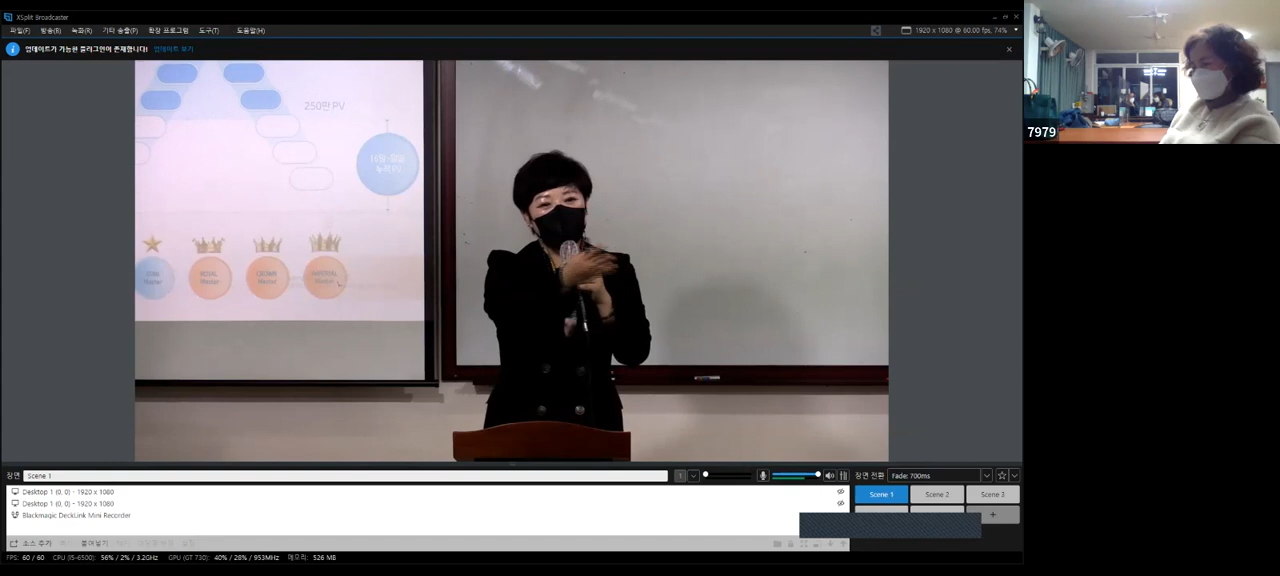 XSplit Broadcaster
파일(F) 방송(B) 녹화(R) 기타 송출(P) 확장 프로그램 도구(T) 도움말(H)
1920 x 1080 @ 60.00 fps, 74%
업데이트가 가능한 플러그인이 존재합니다! 업데이트 보기
250만 PV
7979
장면 Scene 1
장면 전환 Fade: 700ms
Desktop 1 (0, 0) - 1920 x 1080
Desktop 1 (0, 0) - 1920 x 1080
Blackmagic DeckLink Mini Recorder
Scene 1 Scene 2 Scene 3
소스 추가
FPS: 60 / 60 CPU (I5-6500): 56% / 2% / 3.2GHz GPU (GT 730): 40% / 28% / 953MHz 메모리: 526 MB